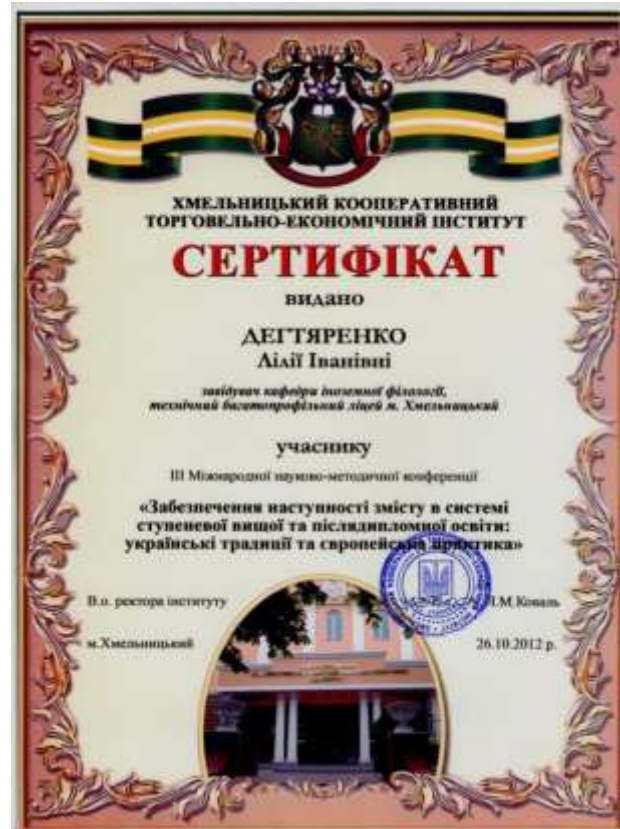 ХМЕЛЬНИЦЬКИЙ КООПЕРАТИВНИЙ
ТОРГОВЕЛЬНО-ЕКОНОМІЧНИЙ ІНСТИТУТ
СЕРТИФІКАТ
видано
ДЕГТЯРЕНКО
Лілії Іванівні
завідувач кафедри іноземної філології,
технічний багатопрофільний ліцей м. Хмельницький
учаснику
ІІІ Міжнародної науково-методичної конференції
«Забезпечення наступності змісту в системі
ступеневої вищої та післядипломної освіти:
українські традиції та європейська практика»
В.о. ректора інституту І.М.Коваль
м.Хмельницький 26.10.2012 р.